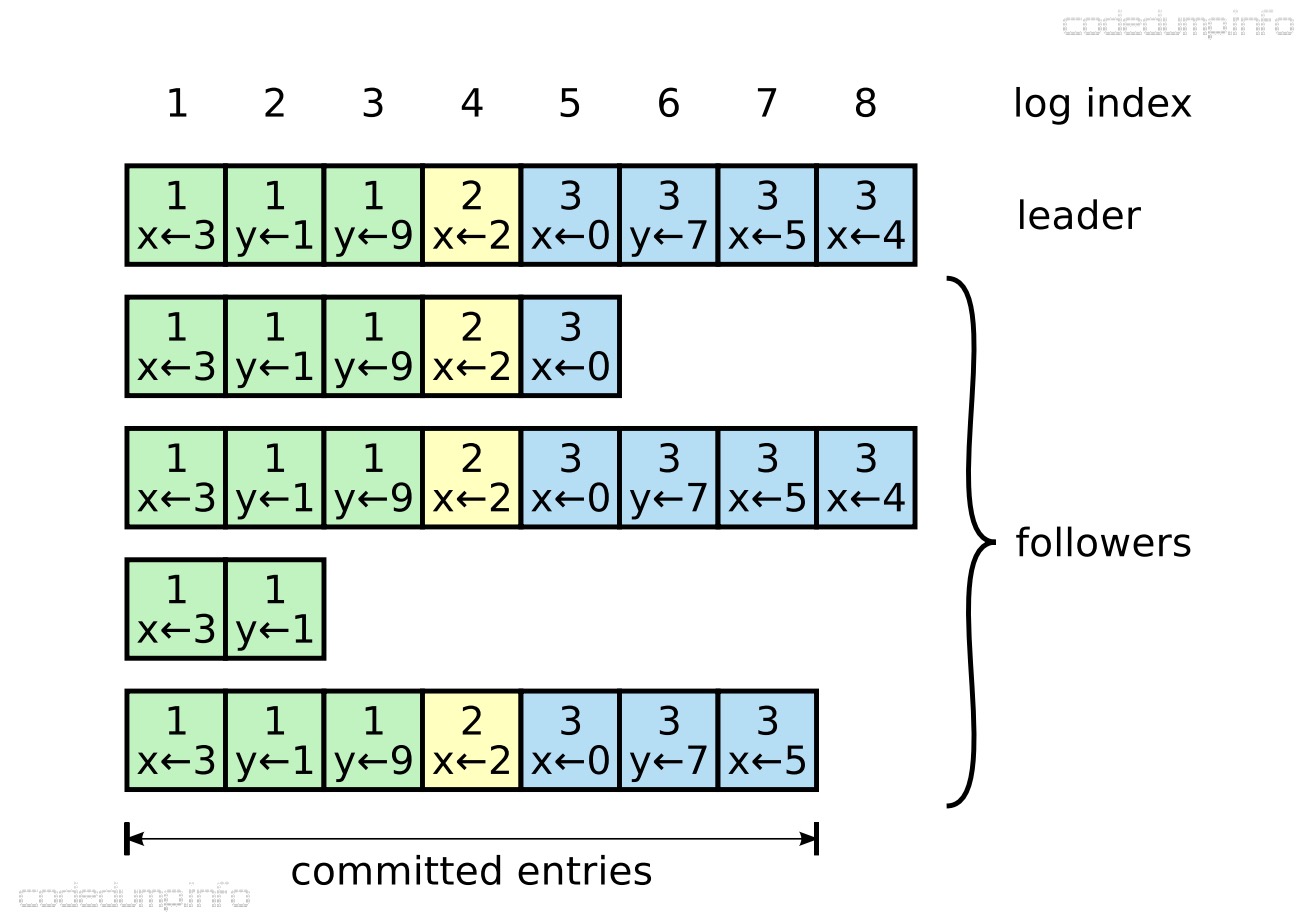 codedump.info
1 2 3 4 5 6 7 8 log index
1 1 1 2 3 3 3 3
x←3 y←1 y←9 x←2 x←0 y←7 x←5 x←4
leader
1 1 1 2 3
x←3 y←1 y←9 x←2 x←0
1 1 1 2 3 3 3 3
x←3 y←1 y←9 x←2 x←0 y←7 x←5 x←4
followers
1 1
x←3 y←1
1 1 1 2 3 3 3
x←3 y←1 y←9 x←2 x←0 y←7 x←5
committed entries
codedump.info